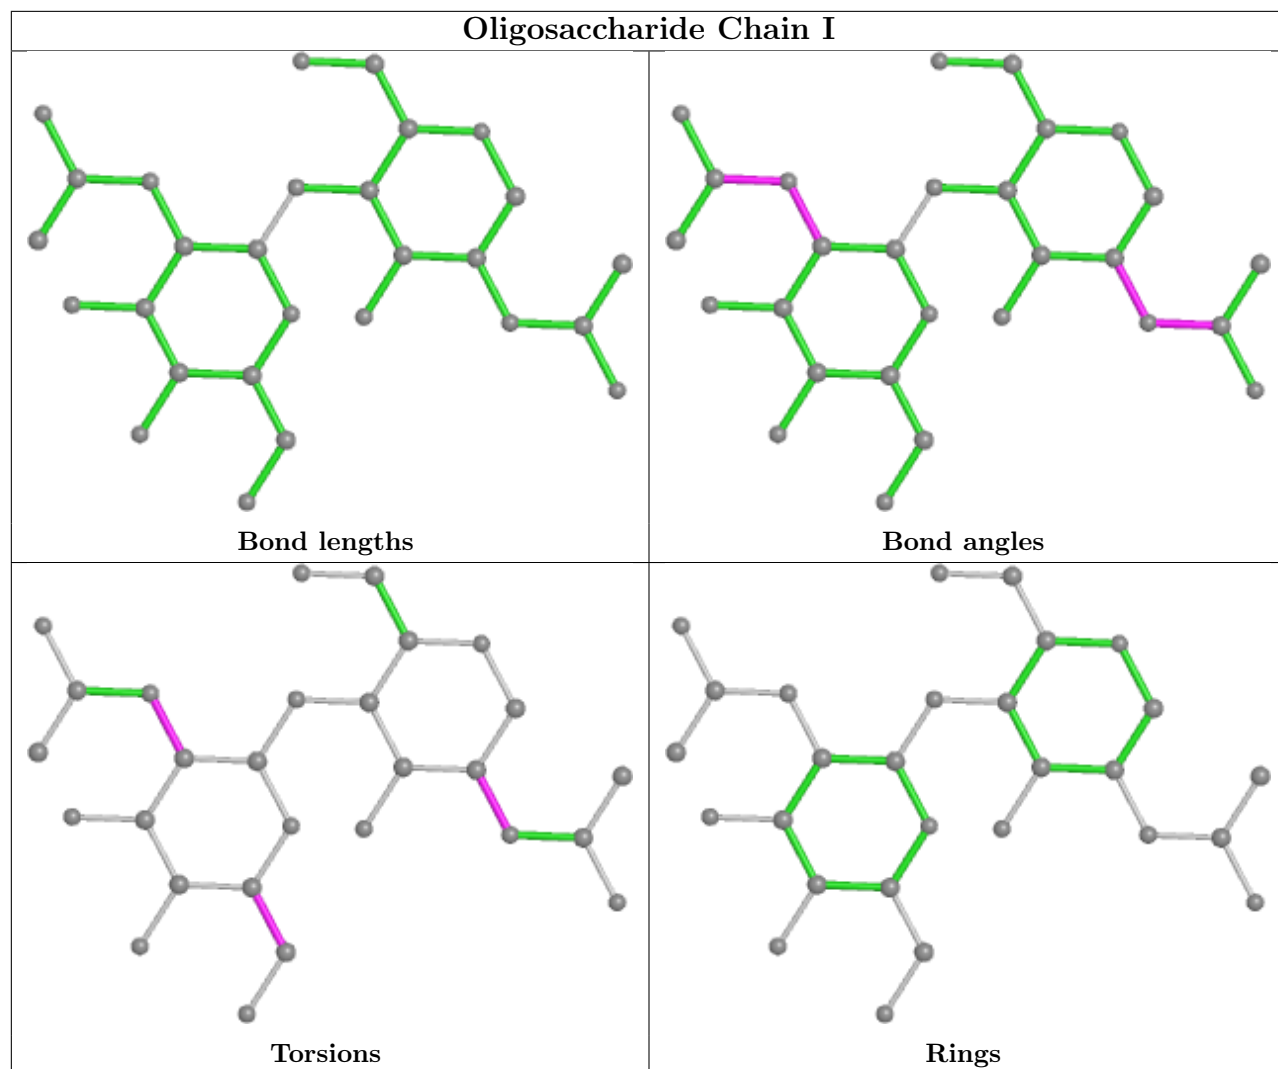 Oligosaccharide Chain I
Bond lengths
Bond angles
Torsions
Rings